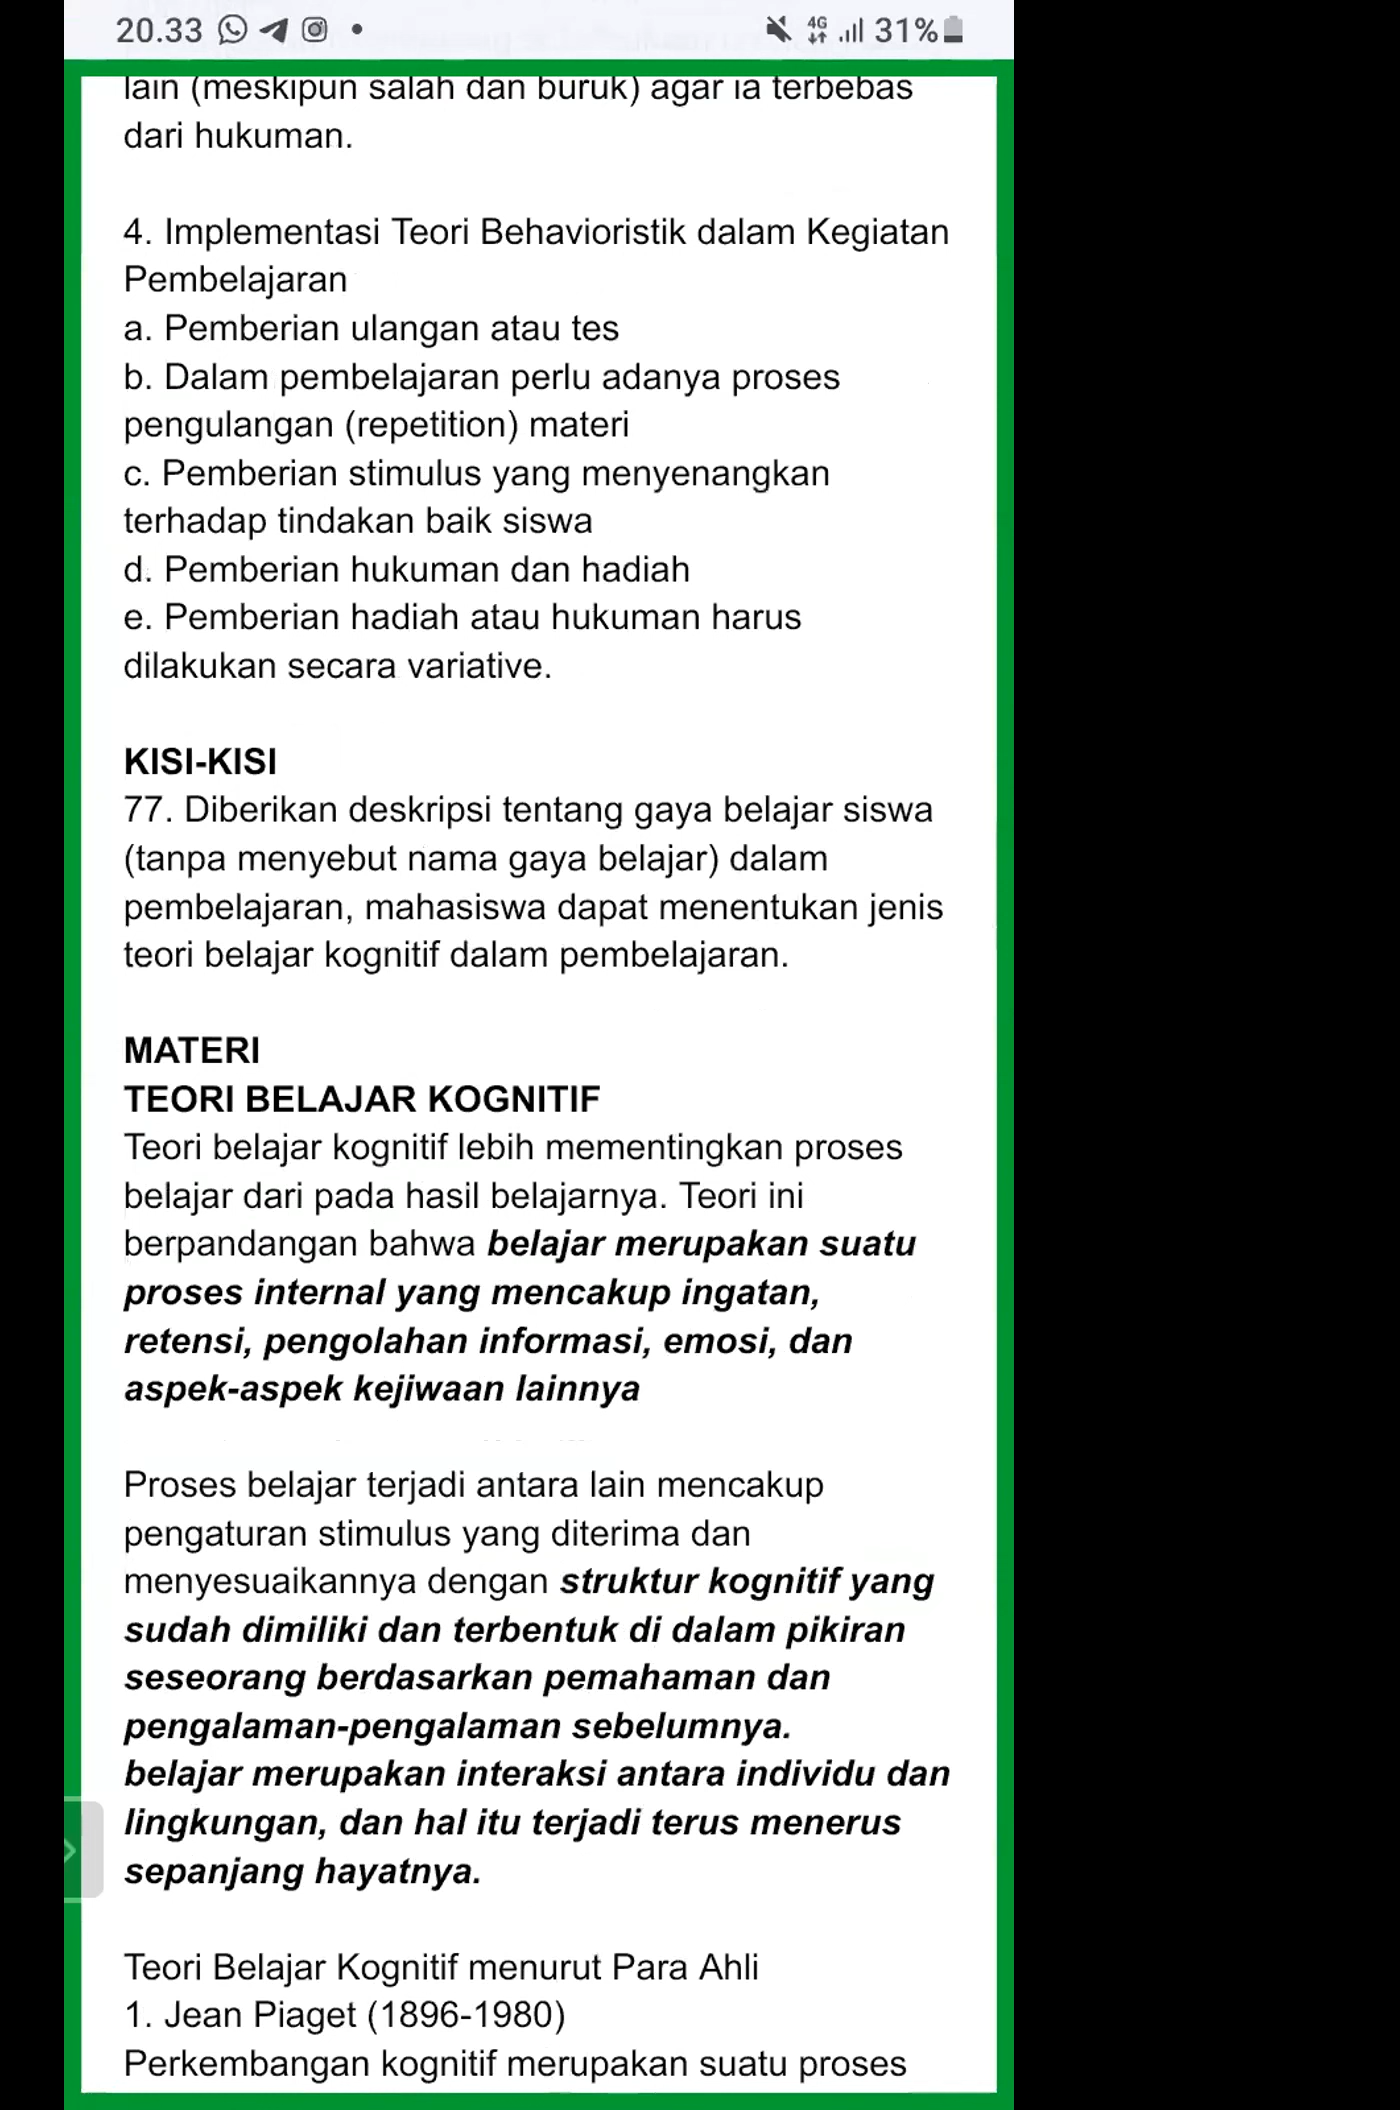 20.33 4G 31%
lain (meskipun salah dan buruk) agar ia terbebas
dari hukuman.
4. Implementasi Teori Behavioristik dalam Kegiatan
Pembelajaran
a. Pemberian ulangan atau tes
b. Dalam pembelajaran perlu adanya proses
pengulangan (repetition) materi
c. Pemberian stimulus yang menyenangkan
terhadap tindakan baik siswa
d. Pemberian hukuman dan hadiah
e. Pemberian hadiah atau hukuman harus
dilakukan secara variative.
KISI-KISI
77. Diberikan deskripsi tentang gaya belajar siswa
(tanpa menyebut nama gaya belajar) dalam
pembelajaran, mahasiswa dapat menentukan jenis
teori belajar kognitif dalam pembelajaran.
MATERI
TEORI BELAJAR KOGNITIF
Teori belajar kognitif lebih mementingkan proses
belajar dari pada hasil belajarnya. Teori ini
berpandangan bahwa belajar merupakan suatu
proses internal yang mencakup ingatan,
retensi, pengolahan informasi, emosi, dan
aspek-aspek kejiwaan lainnya
Proses belajar terjadi antara lain mencakup
pengaturan stimulus yang diterima dan
menyesuaikannya dengan struktur kognitif yang
sudah dimiliki dan terbentuk di dalam pikiran
seseorang berdasarkan pemahaman dan
pengalaman-pengalaman sebelumnya.
belajar merupakan interaksi antara individu dan
lingkungan, dan hal itu terjadi terus menerus
sepanjang hayatnya.
Teori Belajar Kognitif menurut Para Ahli
1. Jean Piaget (1896-1980)
Perkembangan kognitif merupakan suatu proses